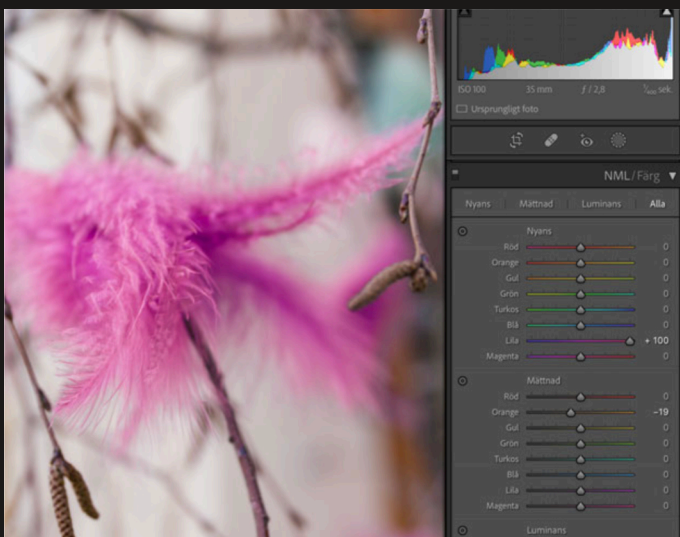 ISO 100 35 mm ƒ / 2,8 sek.
Ursprungligt foto
NML / Färg
Nyans Mättnad Luminans Alla
Nyans
Röd 0
Orange 0
Gul 0
Grön 0
Turkos 0
Blå 0
Lila + 100
Magenta 0
Mättnad
Röd 0
Orange –19
Gul 0
Grön 0
Turkos 0
Blå 0
Lila 0
Magenta 0
Luminans